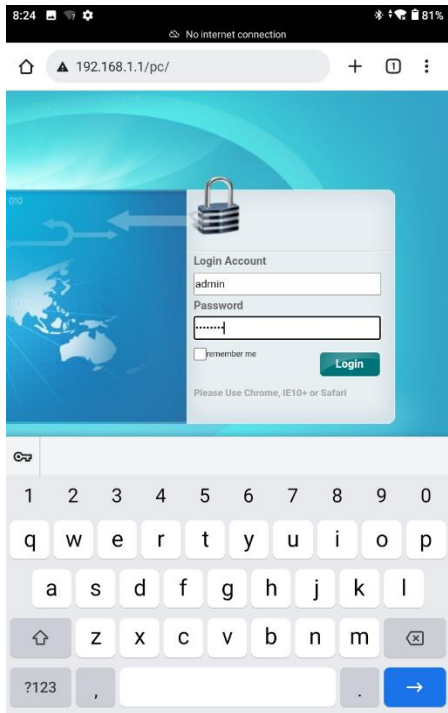 8:24 81%
No internet connection
192.168.1.1/pc/ 1
010
Login Account
admin
Password
••••••••
remember me
Login
Please Use Chrome, IE10+ or Safari
1 2 3 4 5 6 7 8 9 0
q w e r t y u i o p
a s d f g h j k l
z x c v b n m
?123 , .